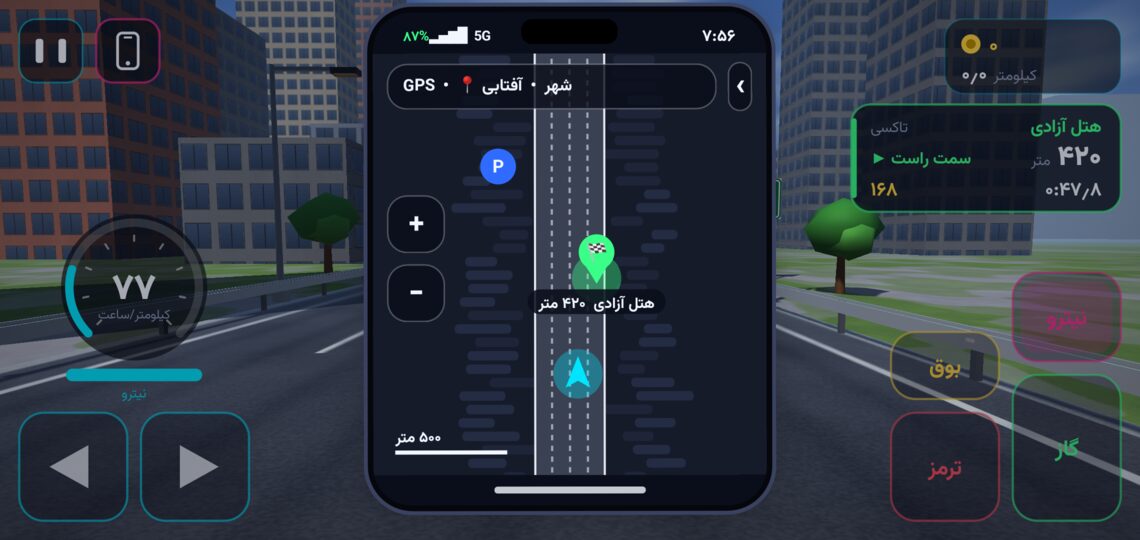 ۸۷% 5G
۷:۵۶
GPS • 📍 آفتابی • شهر
P
+
−
هتل آزادی ۴۲۰ متر
۵۰۰ متر
۷۷
کیلومتر/ساعت
نیترو
۰
۰٫۰ کیلومتر
هتل آزادی
تاکسی
۴۲۰ متر
سمت راست ►
۰:۴۷٫۸
۱۶۸
نیترو
بوق
ترمز
گاز